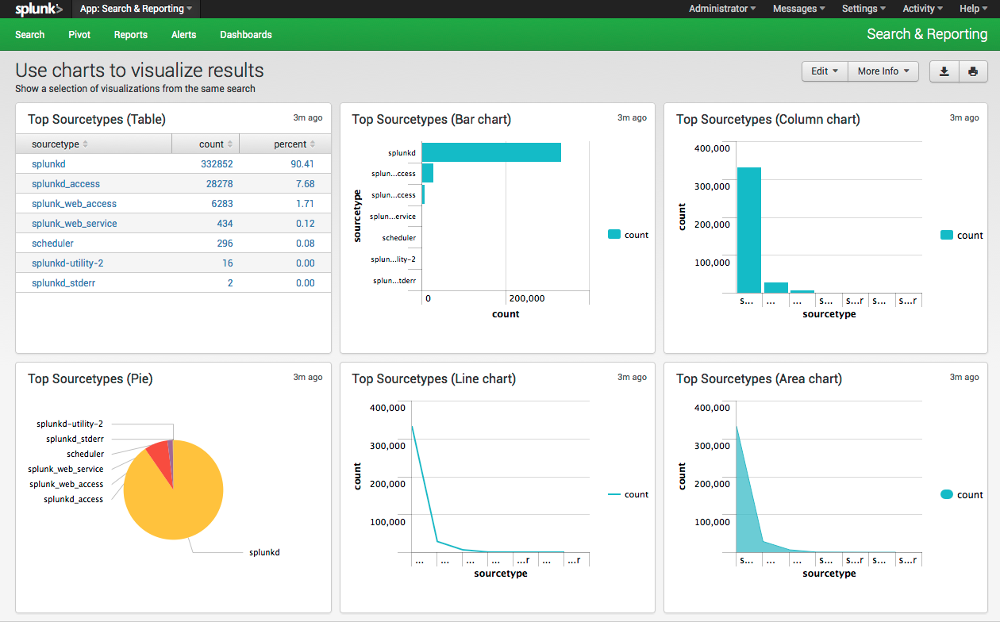 splunk> App: Search & Reporting Administrator Messages Settings Activity Help
Search Pivot Reports Alerts Dashboards Search & Reporting
Use charts to visualize results
Show a selection of visualizations from the same search
Edit More Info
Top Sourcetypes (Table) 3m ago
sourcetype count percent
splunkd 332852 90.41
splunkd_access 28278 7.68
splunk_web_access 6283 1.71
splunk_web_service 434 0.12
scheduler 296 0.08
splunkd-utility-2 16 0.00
splunkd_stderr 2 0.00
Top Sourcetypes (Bar chart) 3m ago
sourcetype
splunkd
splun...ccess
splun...ccess
splun...ervice
scheduler
splun...lity-2
splun...tderr
0 200,000
count
count
Top Sourcetypes (Column chart) 3m ago
count
400,000
300,000
200,000
100,000
s... ... ... s... s...r s... s...r
sourcetype
count
Top Sourcetypes (Pie) 3m ago
splunkd-utility-2
splunkd_stderr
scheduler
splunk_web_service
splunk_web_access
splunkd_access
splunkd
Top Sourcetypes (Line chart) 3m ago
count
400,000
300,000
200,000
100,000
... ... ... ... ...r ... ...r
sourcetype
count
Top Sourcetypes (Area chart) 3m ago
count
400,000
300,000
200,000
100,000
s... ... ... s... s...r s... s...r
sourcetype
count